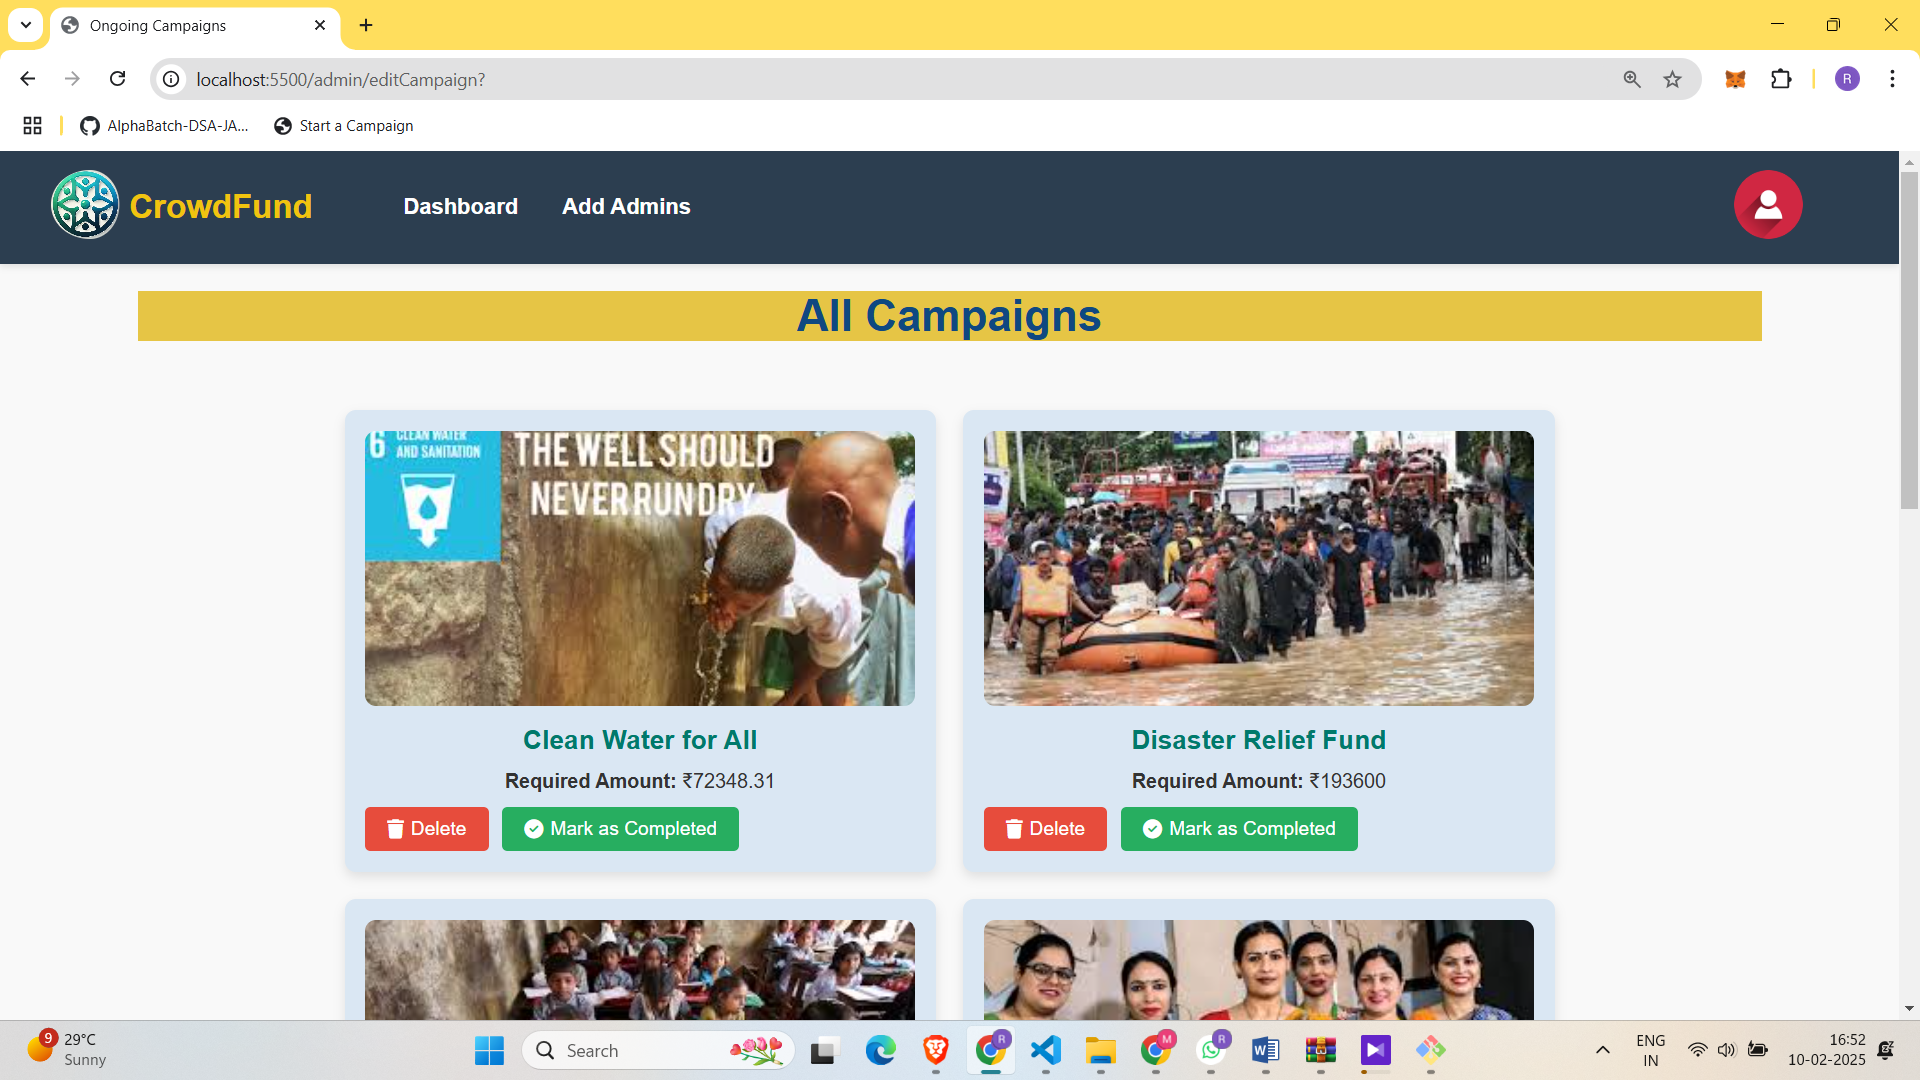 Ongoing Campaigns
localhost:5500/admin/editCampaign?
R
AlphaBatch-DSA-JA...
Start a Campaign
CrowdFund
Dashboard
Add Admins
All Campaigns
6 CLEAN WATER
AND SANITATION
THE WELL SHOULD
NEVER RUN DRY
Clean Water for All
Required Amount: ₹72348.31
Delete
Mark as Completed
Disaster Relief Fund
Required Amount: ₹193600
Delete
Mark as Completed
9
29°C
Sunny
Search
R
M
R
ENG
IN
16:52
10-02-2025